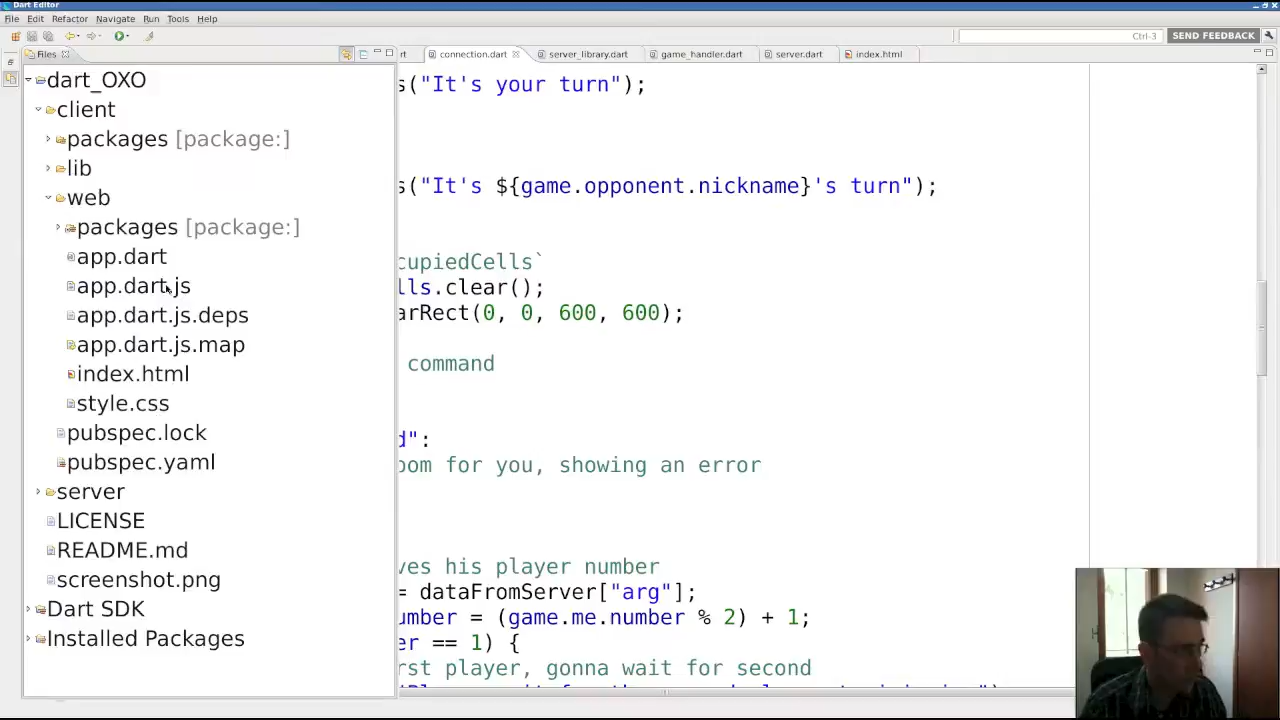 Dart Editor
File Edit Refactor Navigate Run Tools Help
Ctrl-3 SEND FEEDBACK
Files
rt connection.dart server_library.dart game_handler.dart server.dart index.html
dart_OXO
client
packages [package:]
lib
web
packages [package:]
app.dart
app.dart.js
app.dart.js.deps
app.dart.js.map
index.html
style.css
pubspec.lock
pubspec.yaml
server
LICENSE
README.md
screenshot.png
Dart SDK
Installed Packages
s("It's your turn");
s("It's ${game.opponent.nickname}'s turn");
cupiedCells`
lls.clear();
arRect(0, 0, 600, 600);
command
d":
oom for you, showing an error
ves his player number
= dataFromServer["arg"];
umber = (game.me.number % 2) + 1;
er == 1) {
rst player, gonna wait for second